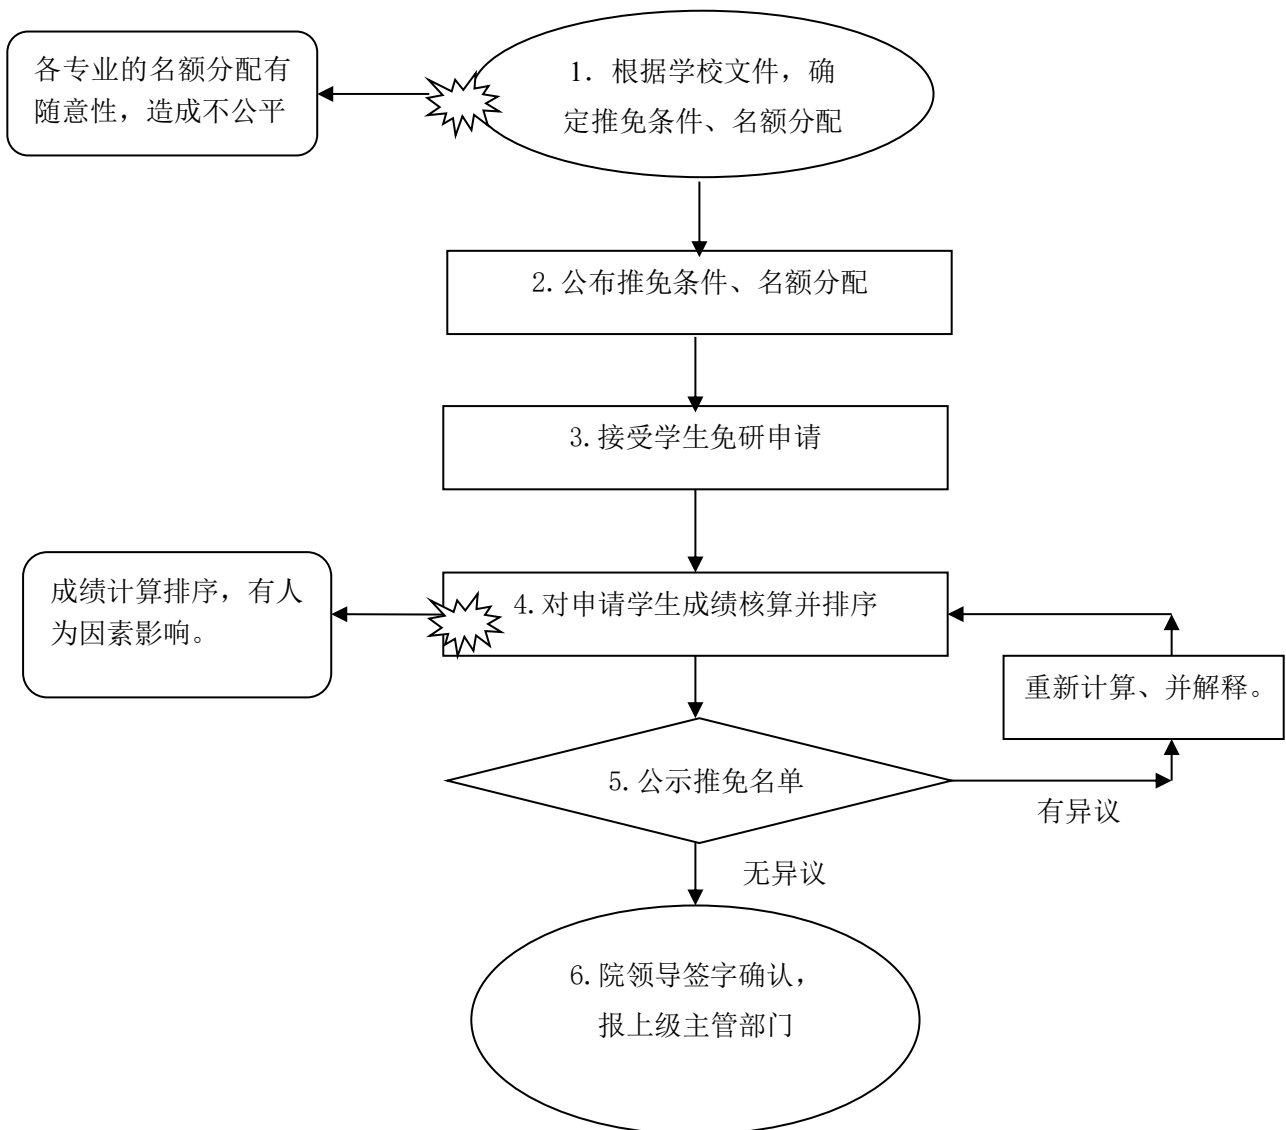 各专业的名额分配有
随意性，造成不公平
1. 根据学校文件，确
定推免条件、名额分配
2.公布推免条件、名额分配
3.接受学生免研申请
成绩计算排序，有人
为因素影响。
4.对申请学生成绩核算并排序
重新计算、并解释。
5.公示推免名单
有异议
无异议
6.院领导签字确认，
报上级主管部门